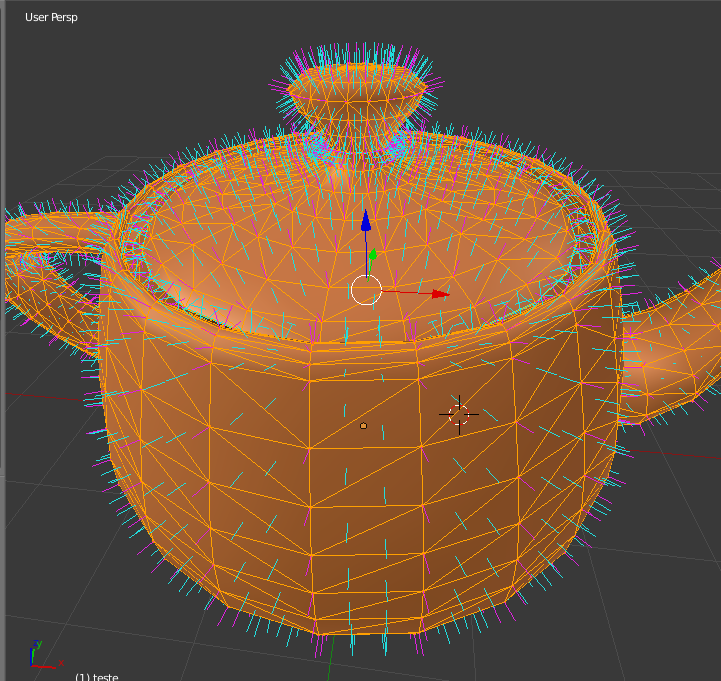 User Persp
x
(1) teste